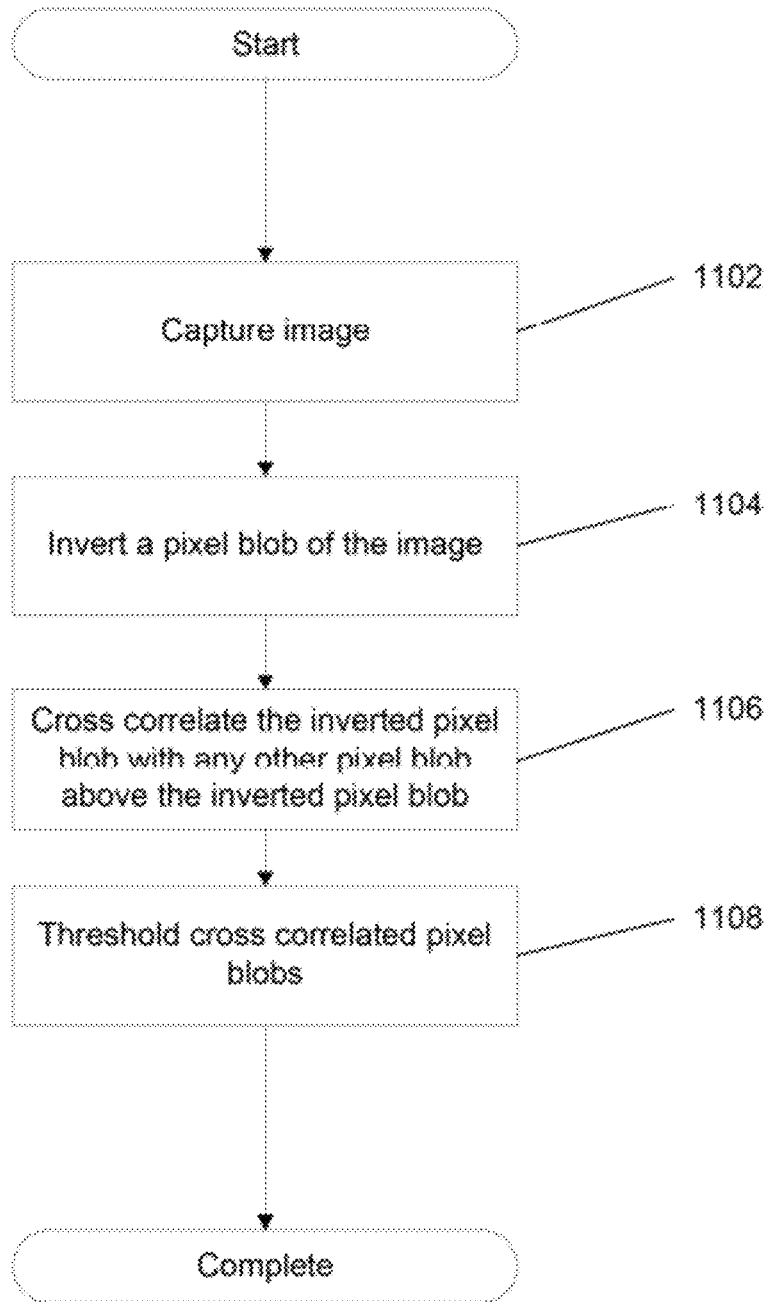 Start
1102
Capture image
1104
Invert a pixel blob of the image
1106
Cross correlate the inverted pixel
blob with any other pixel blob
above the inverted pixel blob
1108
Threshold cross correlated pixel
blobs
Complete